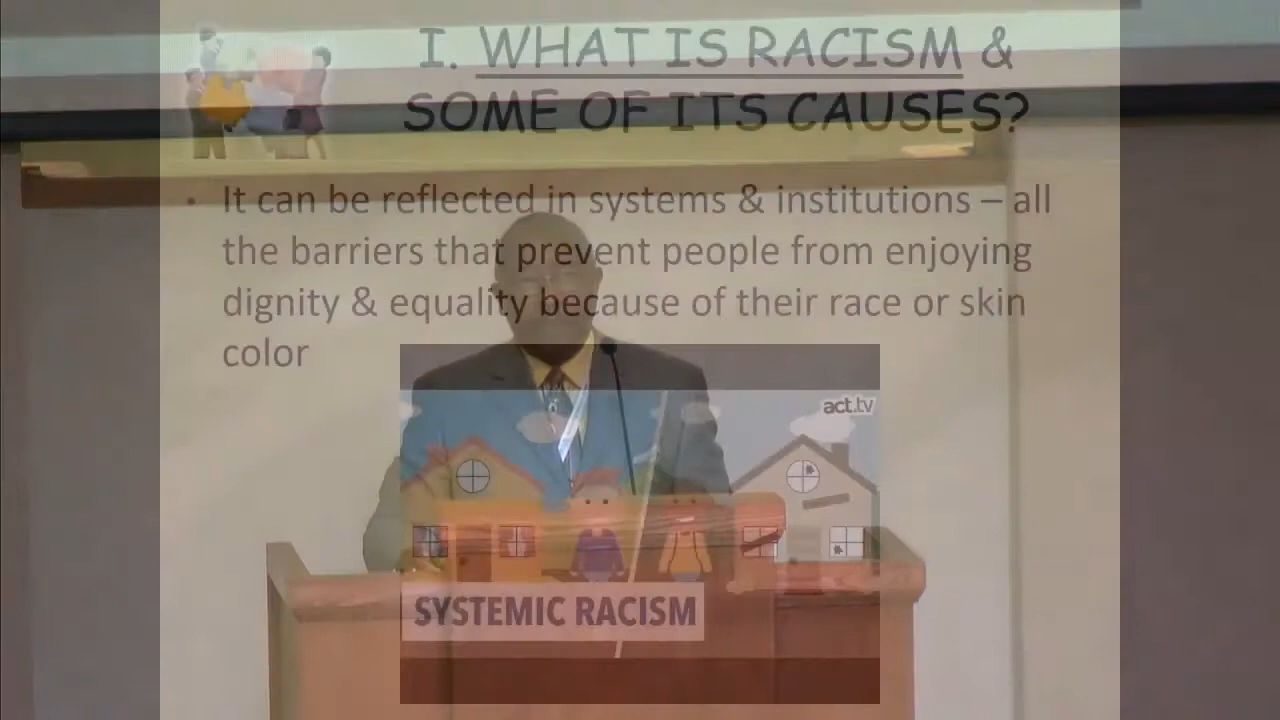 I. WHAT IS RACISM &
SOME OF ITS CAUSES?
• It can be reflected in systems & institutions – all
the barriers that prevent people from enjoying
dignity & equality because of their race or skin
color
act.tv
SYSTEMIC RACISM